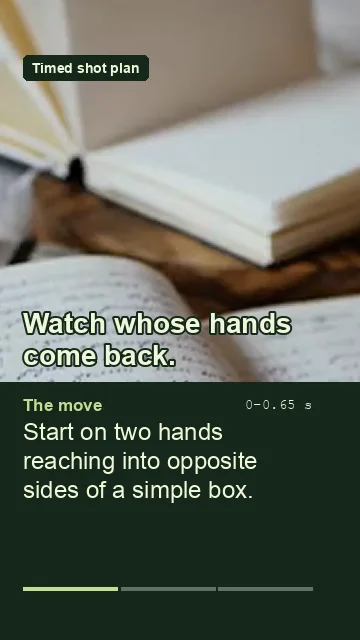 Timed shot plan
Watch whose hands
come back.
The move
0–0.65 s
Start on two hands
reaching into opposite
sides of a simple box.